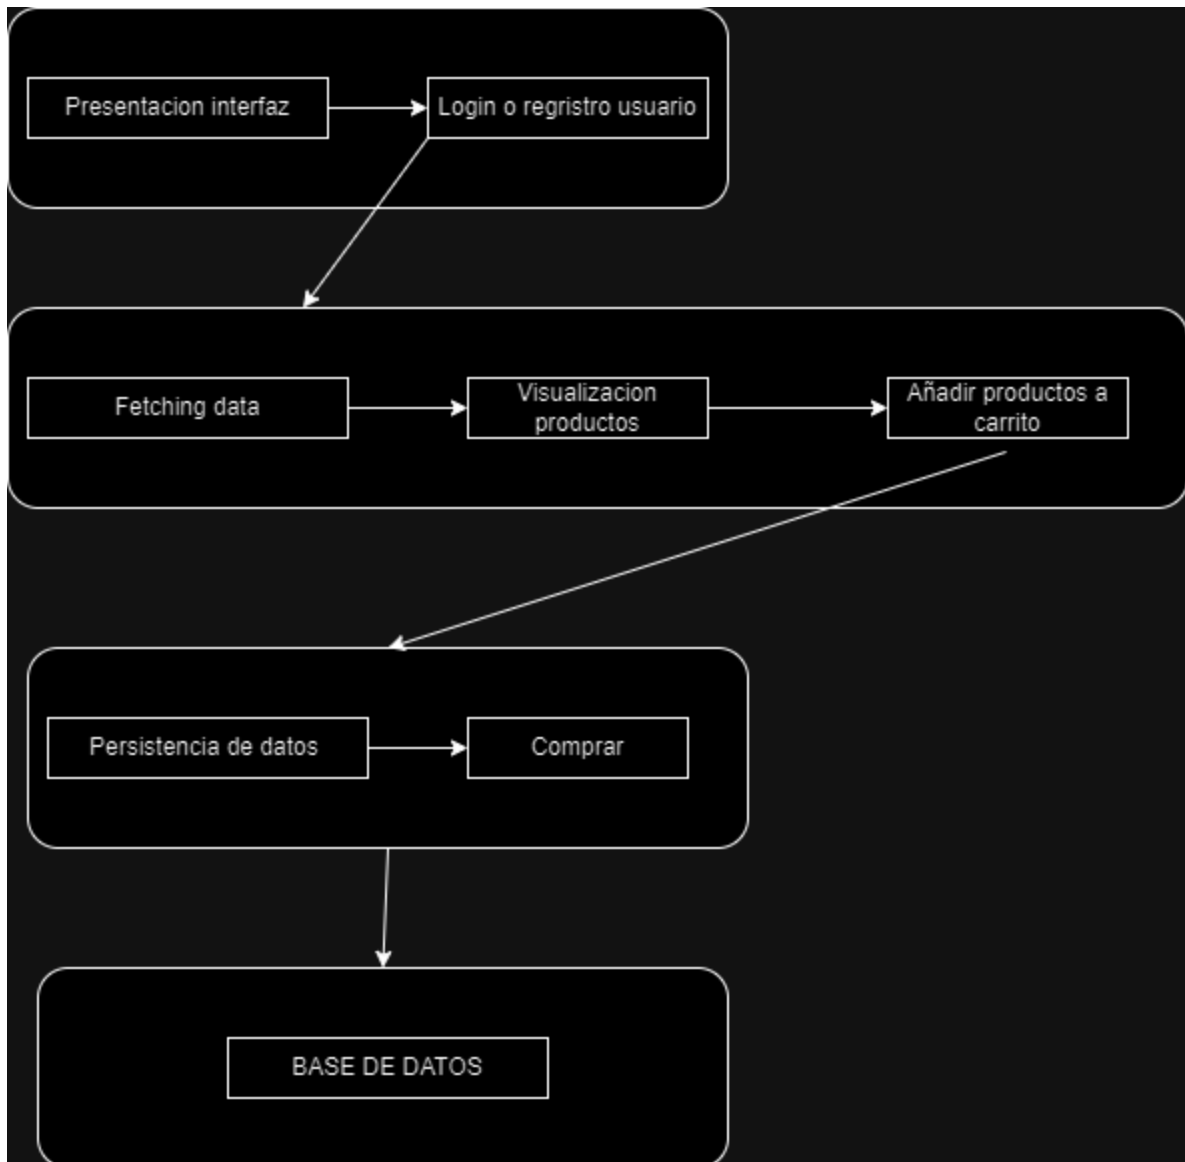 Presentacion interfaz
Login o regristro usuario
Fetching data
Visualizacion
productos
Añadir productos a
carrito
Persistencia de datos
Comprar
BASE DE DATOS